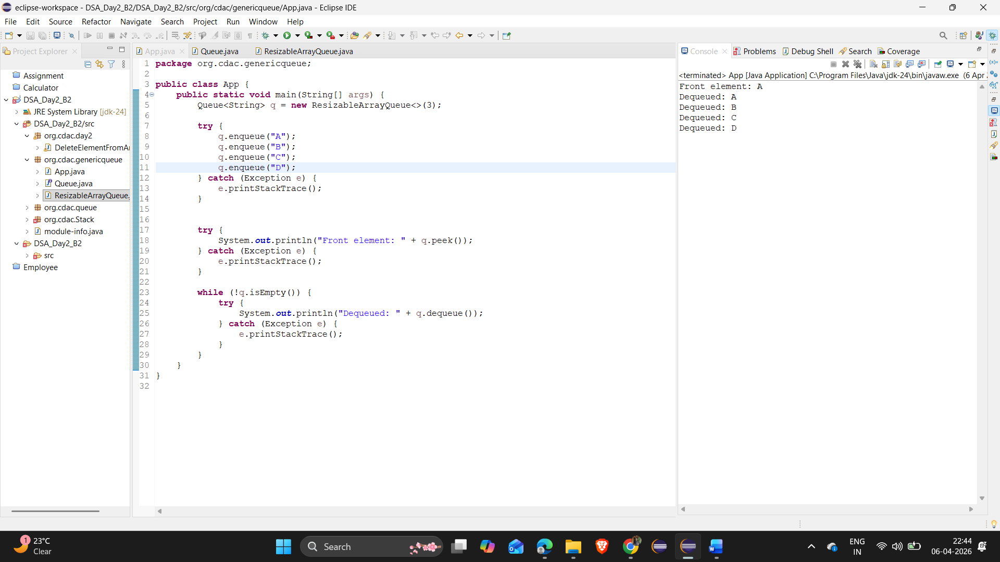 eclipse-workspace - DSA_Day2_B2/DSA_Day2_B2/src/org/cdac/genericqueue/App.java - Eclipse IDE
File Edit Source Refactor Navigate Search Project Run Window Help
Project Explorer
Assignment
Calculator
DSA_Day2_B2
JRE System Library [jdk-24]
DSA_Day2_B2/src
org.cdac.day2
DeleteElementFromAr
org.cdac.genericqueue
App.java
Queue.java
ResizableArrayQueue.
org.cdac.queue
org.cdac.Stack
module-info.java
DSA_Day2_B2
src
Employee
App.java Queue.java ResizableArrayQueue.java
1 package org.cdac.genericqueue;
2
3 public class App {
4 public static void main(String[] args) {
5 Queue<String> q = new ResizableArrayQueue<>(3);
6
7 try {
8 q.enqueue("A");
9 q.enqueue("B");
10 q.enqueue("C");
11 q.enqueue("D");
12 } catch (Exception e) {
13 e.printStackTrace();
14 }
15
16
17 try {
18 System.out.println("Front element: " + q.peek());
19 } catch (Exception e) {
20 e.printStackTrace();
21 }
22
23 while (!q.isEmpty()) {
24 try {
25 System.out.println("Dequeued: " + q.dequeue());
26 } catch (Exception e) {
27 e.printStackTrace();
28 }
29 }
30 }
31 }
32
Console Problems Debug Shell Search Coverage
<terminated> App [Java Application] C:\Program Files\Java\jdk-24\bin\javaw.exe (6 Apr
Front element: A
Dequeued: A
Dequeued: B
Dequeued: C
Dequeued: D
1
23°C
Clear
Search
ENG
IN
22:44
06-04-2026